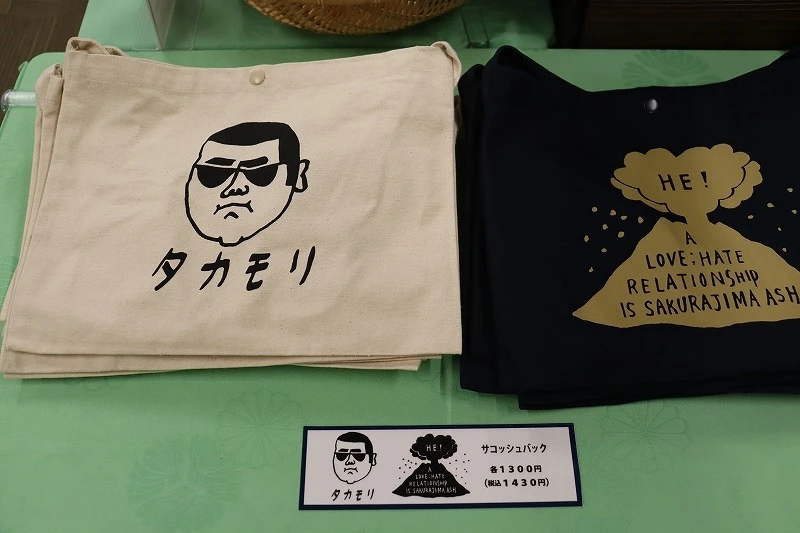 タカモリ
HE!
A
LOVE;HATE
RELATIONSHIP
IS SAKURAJIMA ASH
タカモリ
HE!
A
LOVE;HATE
RELATIONSHIP
IS SAKURAJIMA ASH
サコッシュバック
各1300円
(税込1430円)